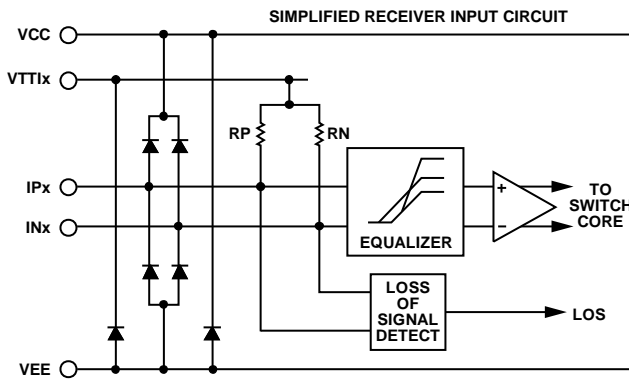 SIMPLIFIED RECEIVER INPUT CIRCUIT
VCC
VTTIx
RP
RN
IPx
INx
EQUALIZER
+
−
TO
SWITCH
CORE
LOSS
OF
SIGNAL
DETECT
LOS
VEE